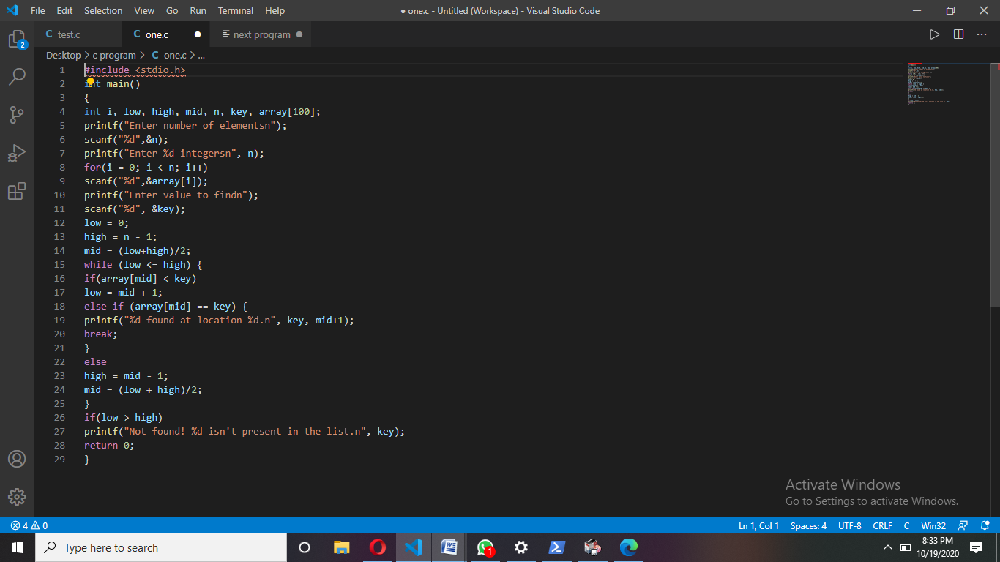 File Edit Selection View Go Run Terminal Help ● one.c - Untitled (Workspace) - Visual Studio Code
C test.c C one.c ● next program ●
Desktop > c program > C one.c > ...
2
1 #include <stdio.h>
2 int main()
3 {
4 int i, low, high, mid, n, key, array[100];
5 printf("Enter number of elementsn");
6 scanf("%d",&n);
7 printf("Enter %d integersn", n);
8 for(i = 0; i < n; i++)
9 scanf("%d",&array[i]);
10 printf("Enter value to findn");
11 scanf("%d", &key);
12 low = 0;
13 high = n - 1;
14 mid = (low+high)/2;
15 while (low <= high) {
16 if(array[mid] < key)
17 low = mid + 1;
18 else if (array[mid] == key) {
19 printf("%d found at location %d.n", key, mid+1);
20 break;
21 }
22 else
23 high = mid - 1;
24 mid = (low + high)/2;
25 }
26 if(low > high)
27 printf("Not found! %d isn't present in the list.n", key);
28 return 0;
29 }
Activate Windows
Go to Settings to activate Windows.
4 0 Ln 1, Col 1 Spaces: 4 UTF-8 CRLF C Win32
Type here to search 1 8:33 PM
10/19/2020